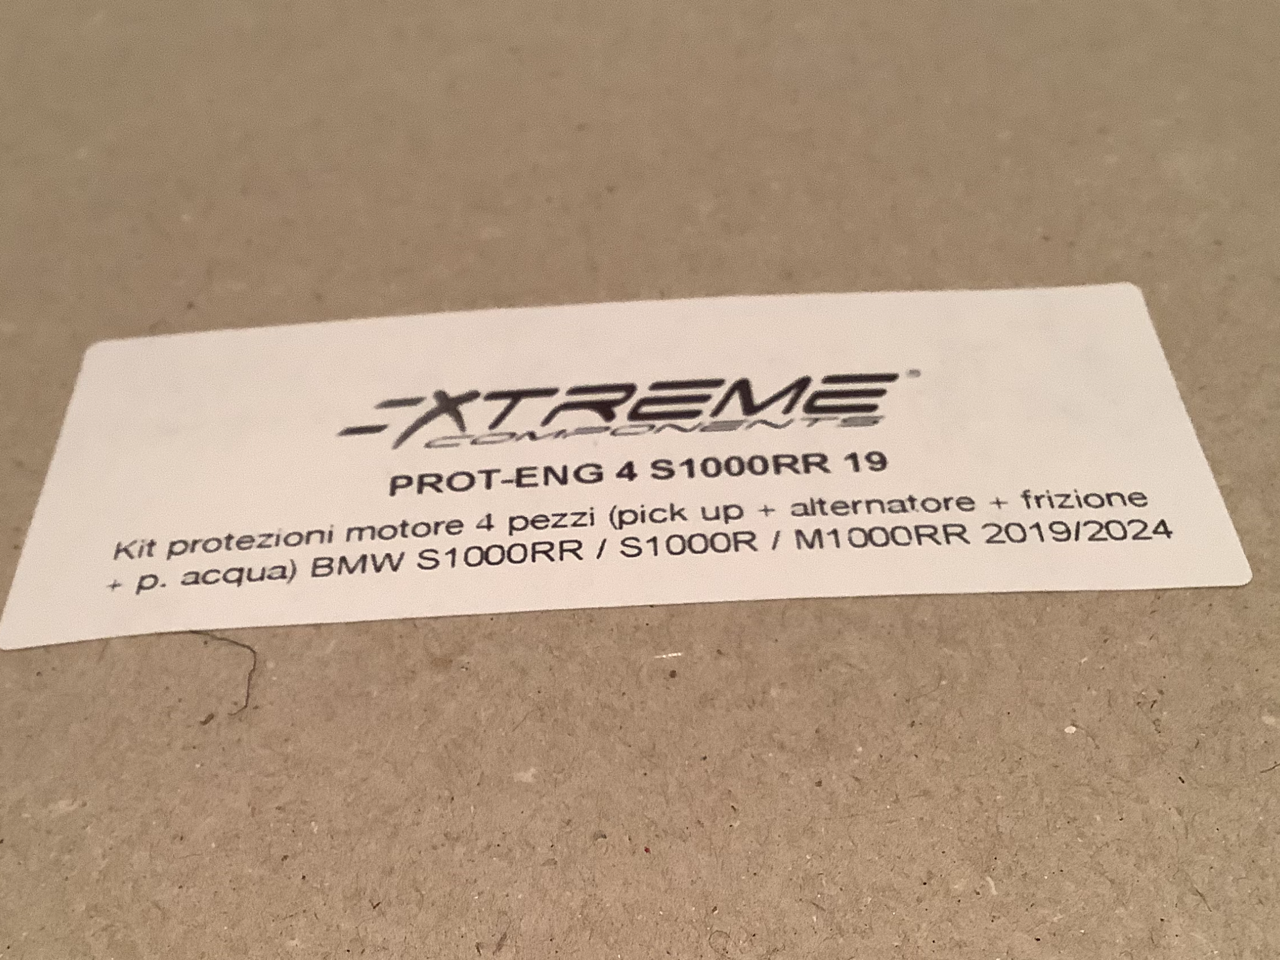 EXTREME®
COMPONENTS
PROT-ENG 4 S1000RR 19
Kit protezioni motore 4 pezzi (pick up + alternatore + frizione
+ p. acqua) BMW S1000RR / S1000R / M1000RR 2019/2024